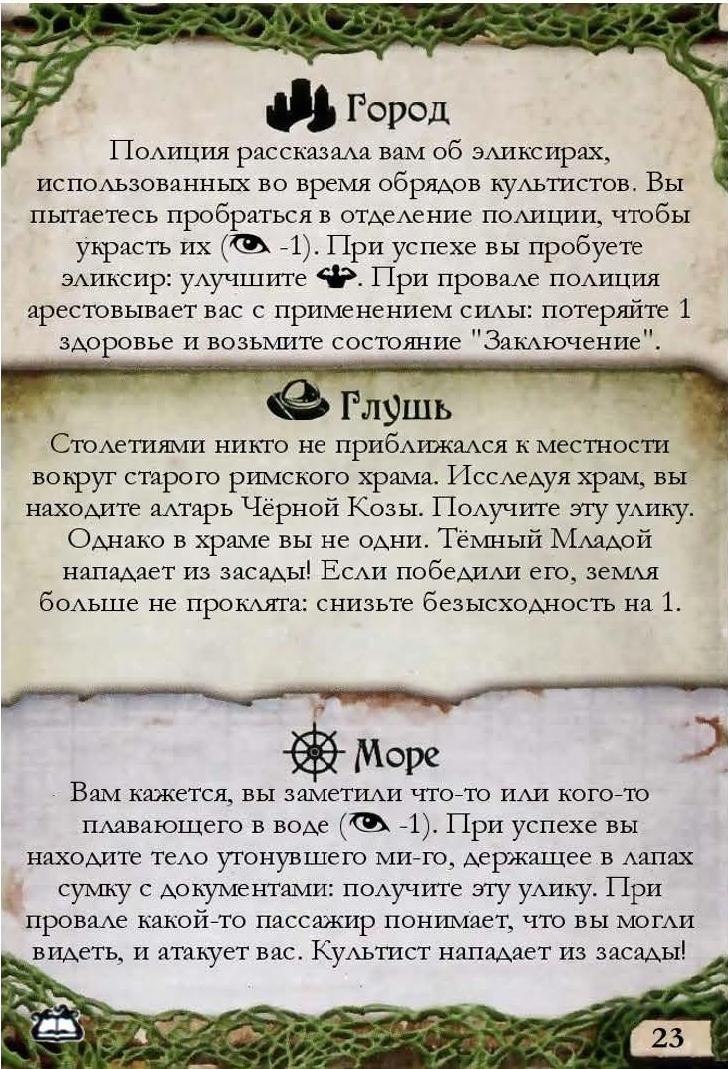 Город
Полиция рассказала вам об эликсирах,
использованных во время обрядов культистов. Вы
пытаетесь пробраться в отделение полиции, чтобы
украсть их ( -1). При успехе вы пробуете
эликсир: улучшите . При провале полиция
арестовывает вас с применением силы: потеряйте 1
здоровье и возьмите состояние "Заключение".
Глушь
Столетиями никто не приближался к местности
вокруг старого римского храма. Исследуя храм, вы
находите алтарь Чёрной Козы. Получите эту улику.
Однако в храме вы не одни. Тёмный Младой
нападает из засады! Если победили его, земля
больше не проклята: снизьте безысходность на 1.
Море
Вам кажется, вы заметили что-то или кого-то
плавающего в воде ( -1). При успехе вы
находите тело утонувшего ми-го, держащее в лапах
сумку с документами: получите эту улику. При
провале какой-то пассажир понимает, что вы могли
видеть, и атакует вас. Культист нападает из засады!
23